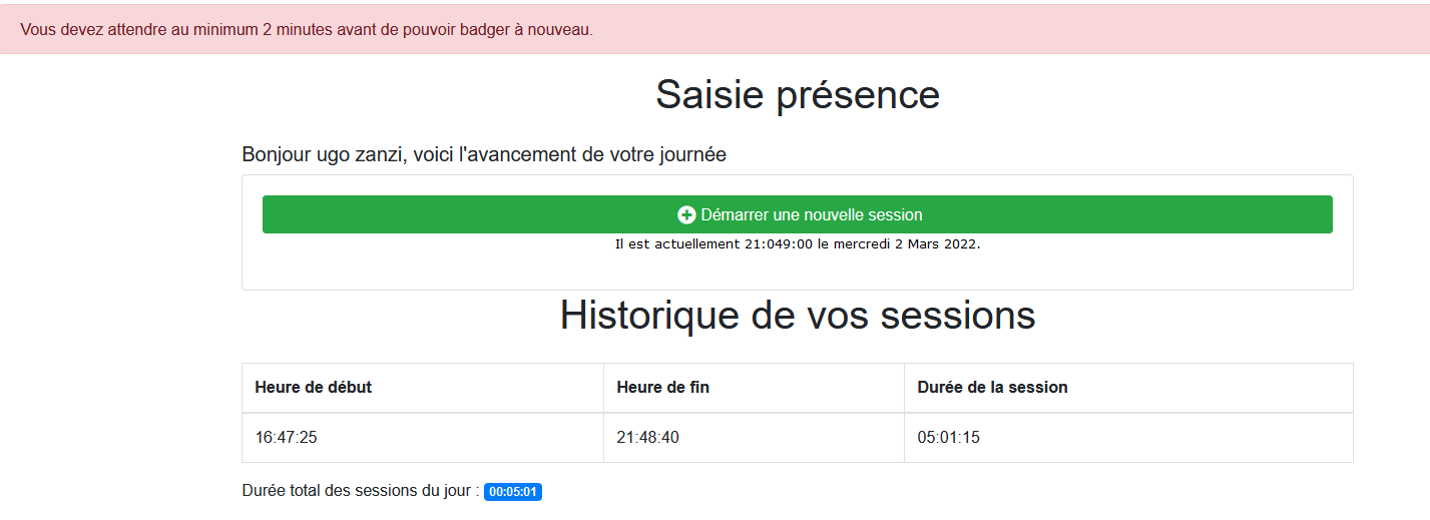 Vous devez attendre au minimum 2 minutes avant de pouvoir badger à nouveau.
Saisie présence
Bonjour ugo zanzi, voici l'avancement de votre journée
Démarrer une nouvelle session
Il est actuellement 21:049:00 le mercredi 2 Mars 2022.
Historique de vos sessions
Heure de début Heure de fin Durée de la session
16:47:25 21:48:40 05:01:15
Durée total des sessions du jour : 00:05:01